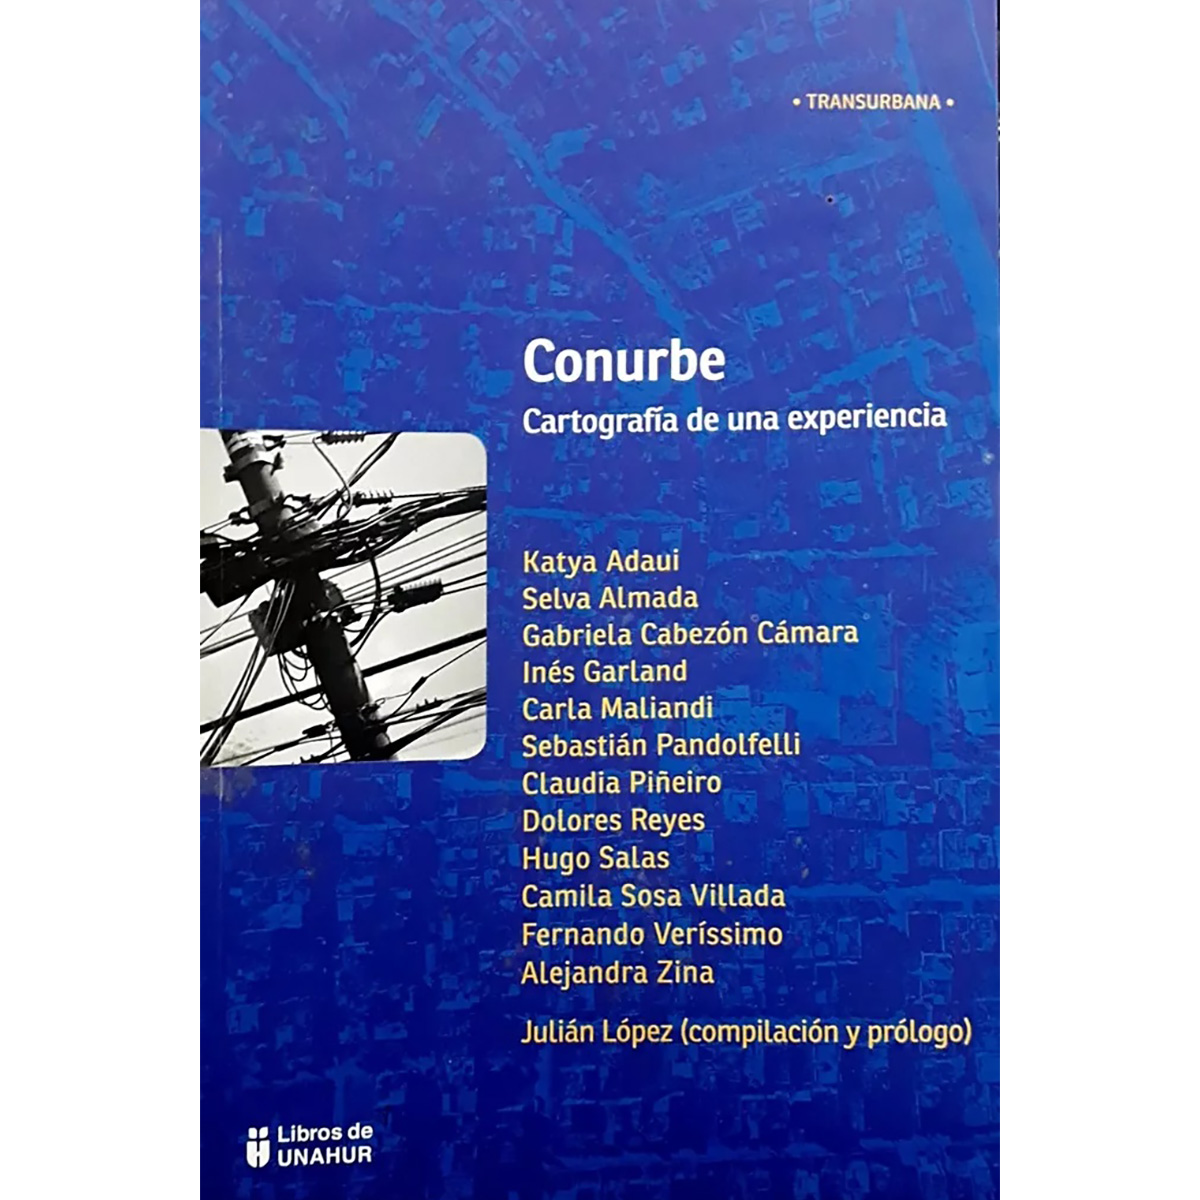 • TRANSURBANA •
Conurbe
Cartografía de una experiencia
Katya Adaui
Selva Almada
Gabriela Cabezón Cámara
Inés Garland
Carla Maliandi
Sebastián Pandolfelli
Claudia Piñeiro
Dolores Reyes
Hugo Salas
Camila Sosa Villada
Fernando Veríssimo
Alejandra Zina
Julián López (compilación y prólogo)
Libros de
UNAHUR